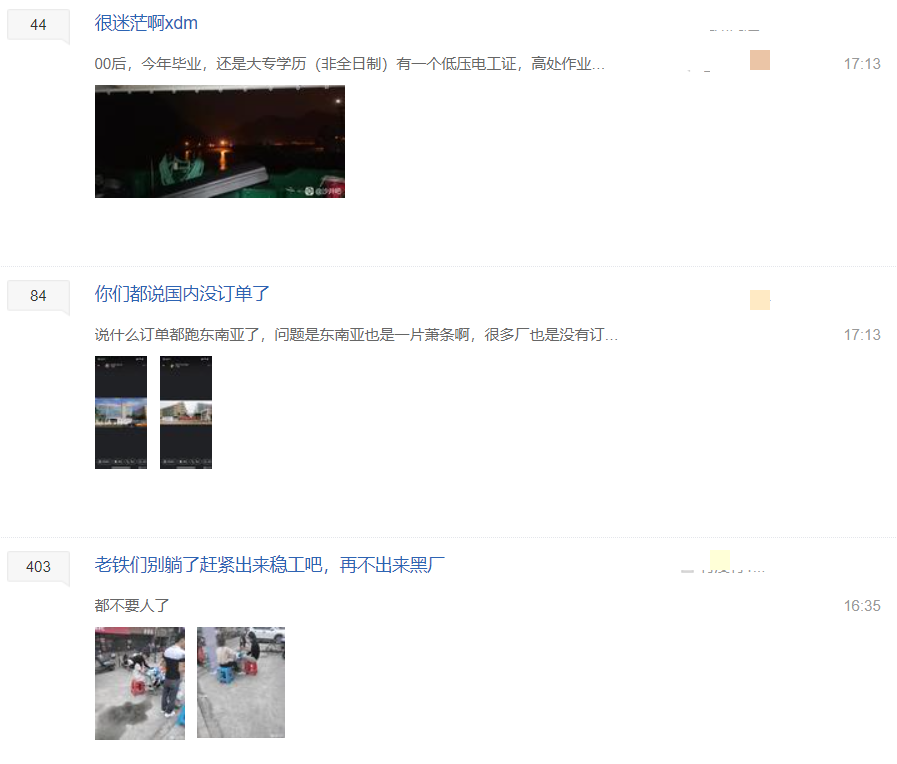 44
很迷茫啊xdm
00后，今年毕业，还是大专学历（非全日制）有一个低压电工证，高处作业…
17:13
@沙井吧
84
你们都说国内没订单了
说什么订单都跑东南亚了，问题是东南亚也是一片萧条啊，很多厂也是没有订…
17:13
403
老铁们别躺了赶紧出来稳工吧，再不出来黑厂
都不要人了
16:35